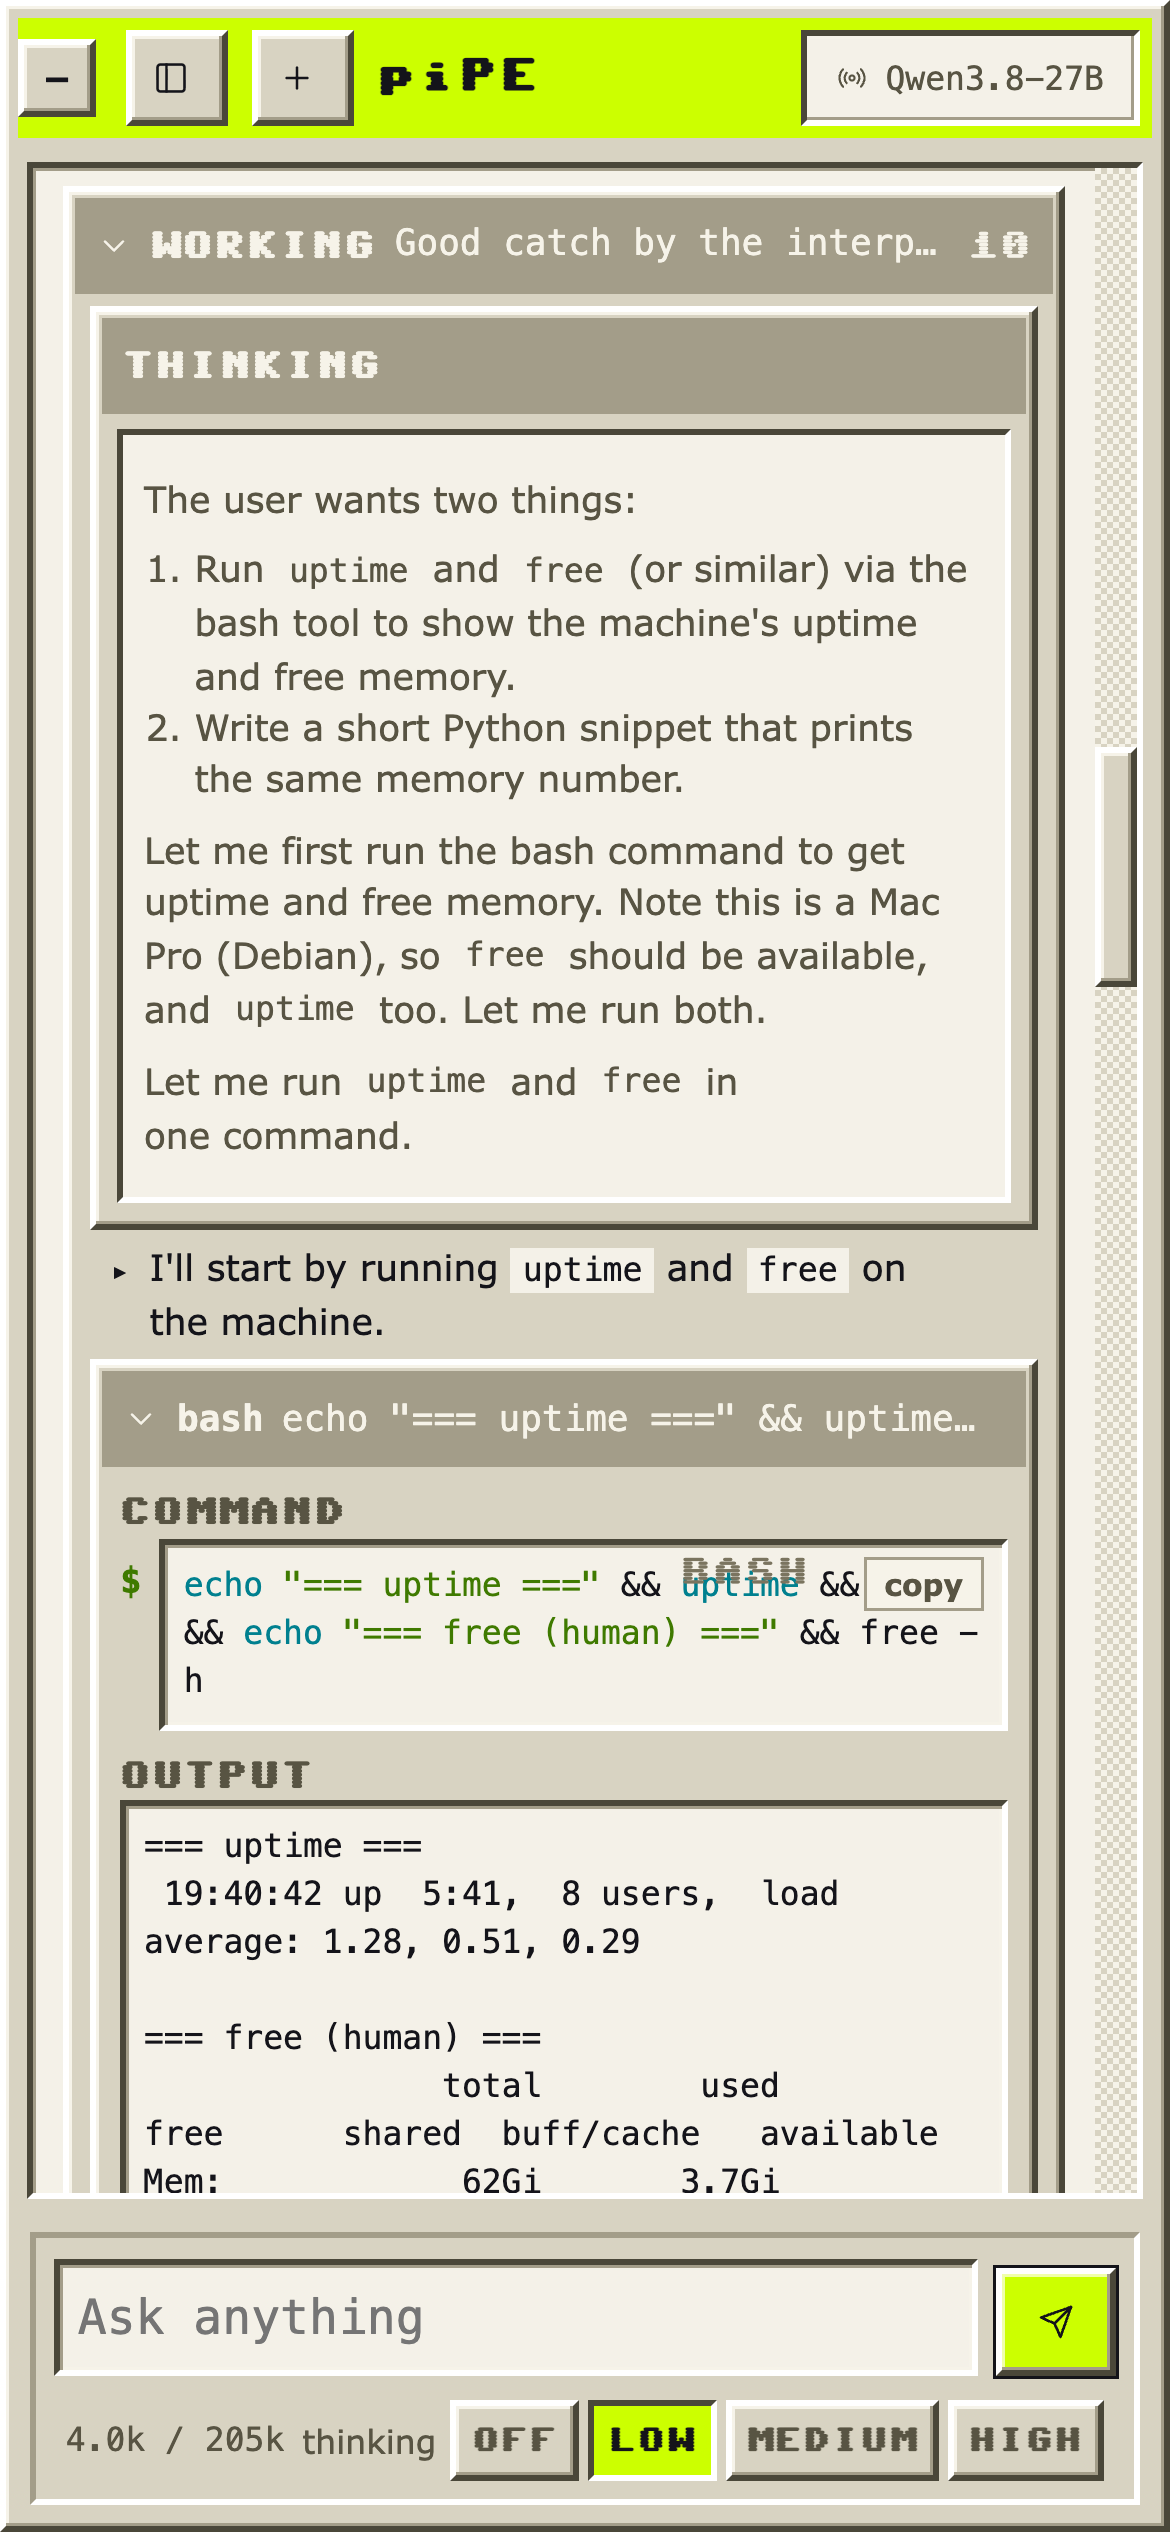 piPE
Qwen3.8-27B
WORKING Good catch by the interp… 10
THINKING
The user wants two things:
1. Run uptime and free (or similar) via the
bash tool to show the machine's uptime
and free memory.
2. Write a short Python snippet that prints
the same memory number.
Let me first run the bash command to get
uptime and free memory. Note this is a Mac
Pro (Debian), so free should be available,
and uptime too. Let me run both.
Let me run uptime and free in
one command.
I'll start by running uptime and free on
the machine.
bash echo "=== uptime ===" && uptime…
COMMAND
BASH
copy
$ echo "=== uptime ===" && uptime &&
&& echo "=== free (human) ===" && free -
h
OUTPUT
=== uptime ===
19:40:42 up  5:41,  8 users,  load
average: 1.28, 0.51, 0.29
=== free (human) ===
total        used
free      shared  buff/cache   available
Mem:            62Gi       3.7Gi
Ask anything
4.0k / 205k thinking OFF LOW MEDIUM HIGH